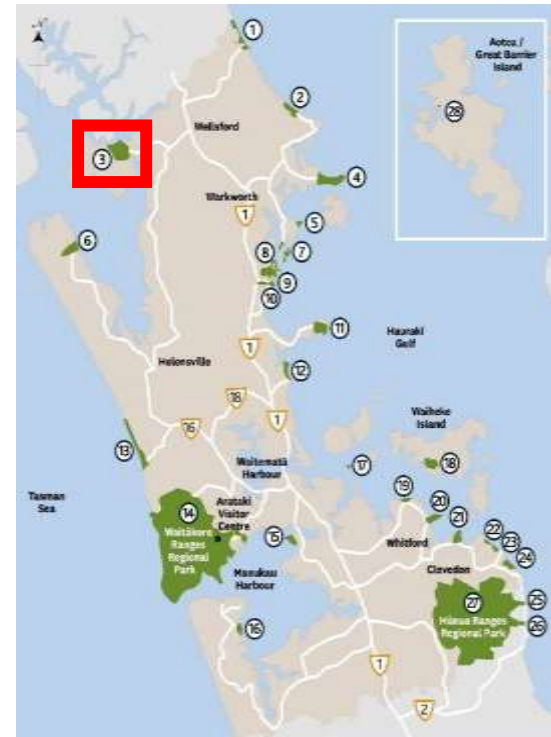 1
Aotea /
Great Barrier
Island
2
28
Wellsford
3
4
Warkworth
1
5
6
8
7
9
10
11
Hauraki
Gulf
1
Helensville
12
18
Waiheke
Island
16
1
13
Waitematā
Harbour
17
18
Tasman
Sea
19
14
Arataki
Visitor
Centre
20
21
Waitākere
Ranges
Regional
Park
15
Whitford
22
23
Clevedon
24
Manukau
Harbour
27
25
Hūnua Ranges
Regional Park
26
16
1
2